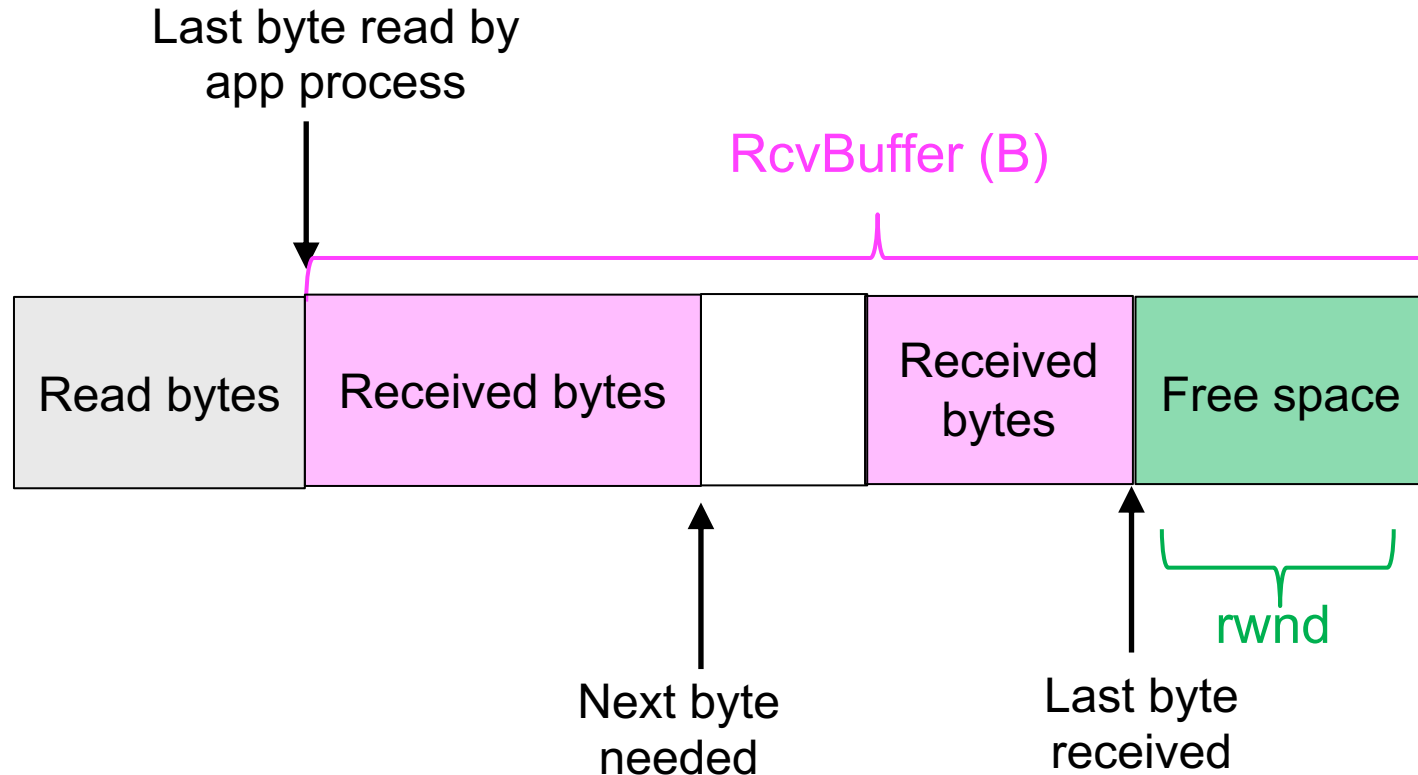 Last byte read by
app process
RcvBuffer (B)
Read bytes
Received bytes
Received
bytes
Free space
rwnd
Next byte
needed
Last byte
received